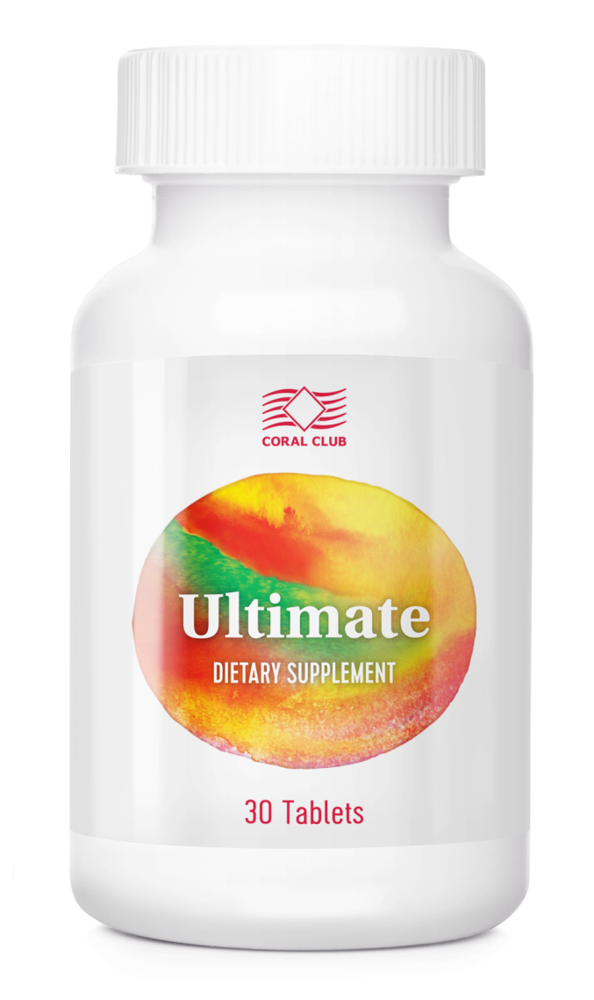 CORAL CLUB
Ultimate
DIETARY SUPPLEMENT
30 Tablets